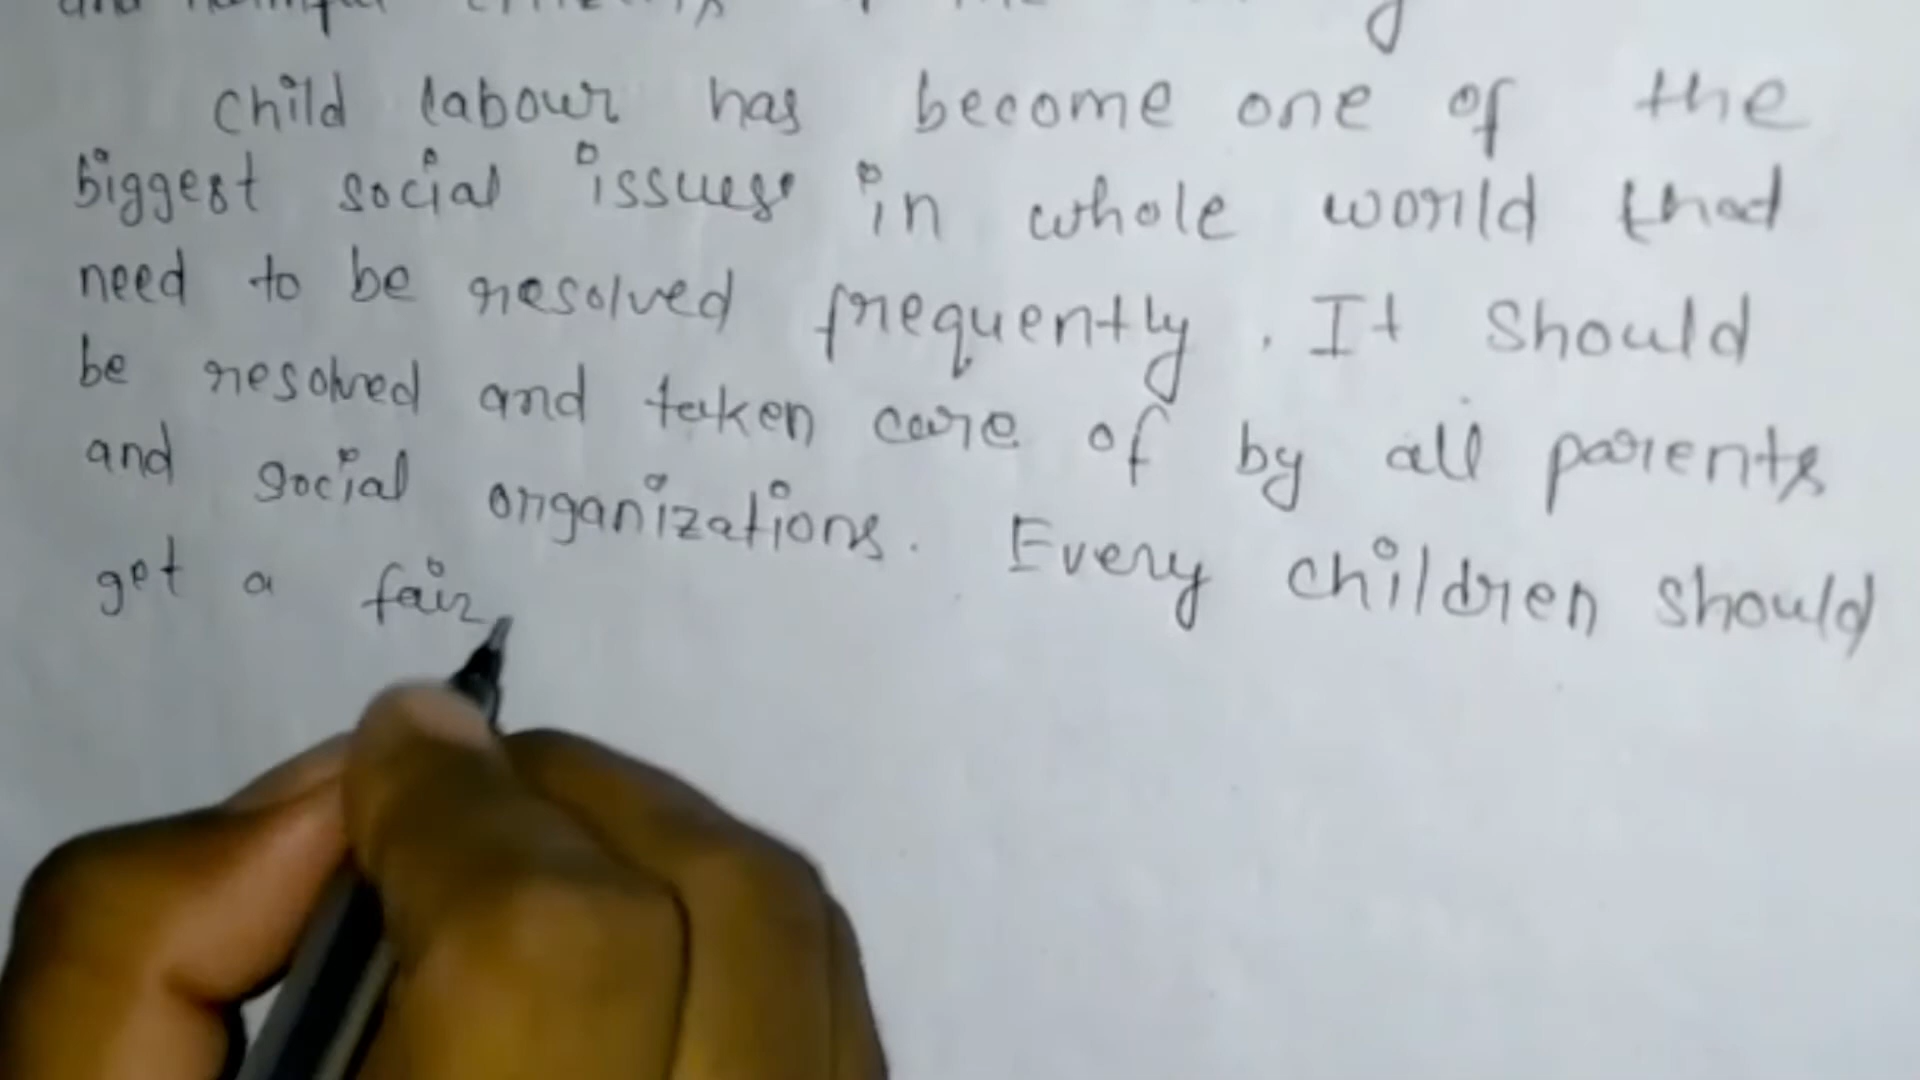 child labour has become one of the
biggest social issues in whole world that
need to be resolved frequently. It should
be resolved and taken care of by all parents
and social organizations. Every children should
get a fair